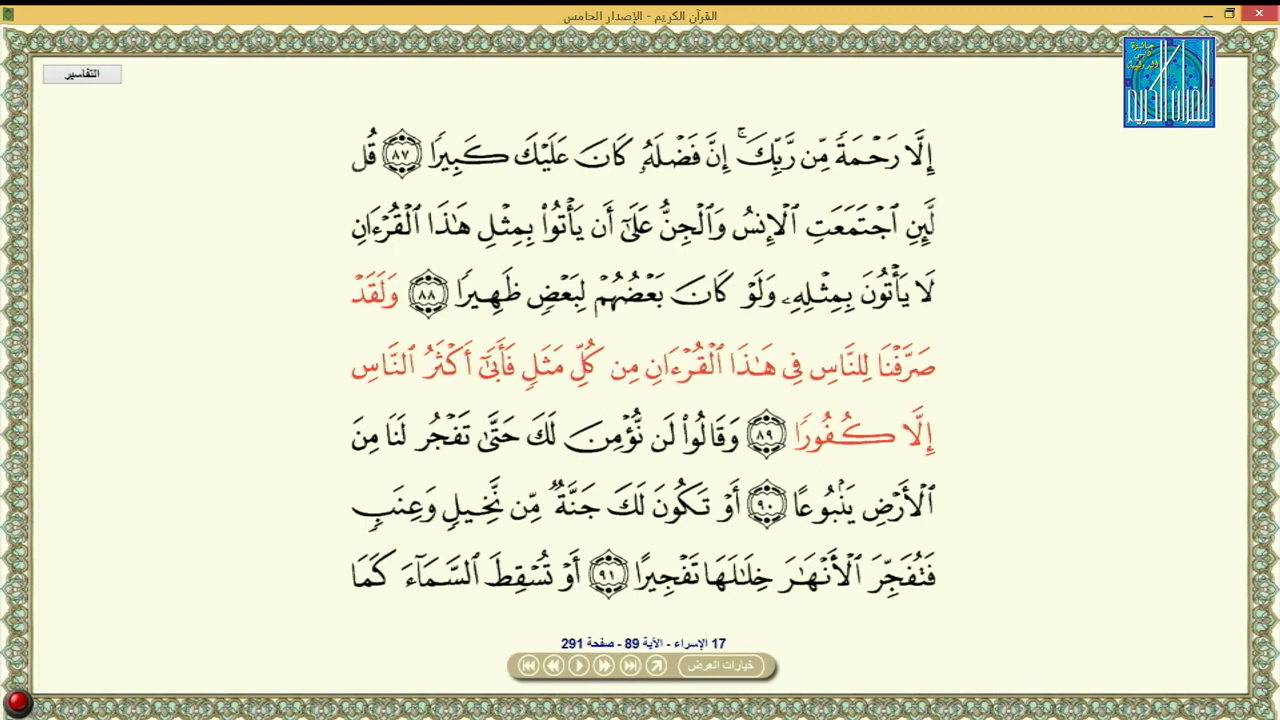 القرآن الكريم - الإصدار الخامس
التفاسير
القرآن الكريم
إِلَّا رَحۡمَةٗ مِّن رَّبِّكَۚ إِنَّ فَضۡلَهُۥ كَانَ عَلَيۡكَ كَبِيرٗا ٨٧ قُل
لَّئِنِ ٱجۡتَمَعَتِ ٱلۡإِنسُ وَٱلۡجِنُّ عَلَىٰٓ أَن يَأۡتُواْ بِمِثۡلِ هَٰذَا ٱلۡقُرۡءَانِ
لَا يَأۡتُونَ بِمِثۡلِهِۦ وَلَوۡ كَانَ بَعۡضُهُمۡ لِبَعۡضٖ ظَهِيرٗا ٨٨ وَلَقَدۡ
صَرَّفۡنَا لِلنَّاسِ فِي هَٰذَا ٱلۡقُرۡءَانِ مِن كُلِّ مَثَلٖ فَأَبَىٰٓ أَكۡثَرُ ٱلنَّاسِ
إِلَّا كُفُورٗا ٨٩ وَقَالُواْ لَن نُّؤۡمِنَ لَكَ حَتَّىٰ تَفۡجُرَ لَنَا مِنَ
ٱلۡأَرۡضِ يَنۢبُوعًا ٩٠ أَوۡ تَكُونَ لَكَ جَنَّةٞ مِّن نَّخِيلٖ وَعِنَبٖ
فَتُفَجِّرَ ٱلۡأَنۡهَٰرَ خِلَٰلَهَا تَفۡجِيرًا ٩١ أَوۡ تُسۡقِطَ ٱلسَّمَآءَ كَمَا
17 الإسراء - الآية 89 - صفحة 291
خيارات العرض